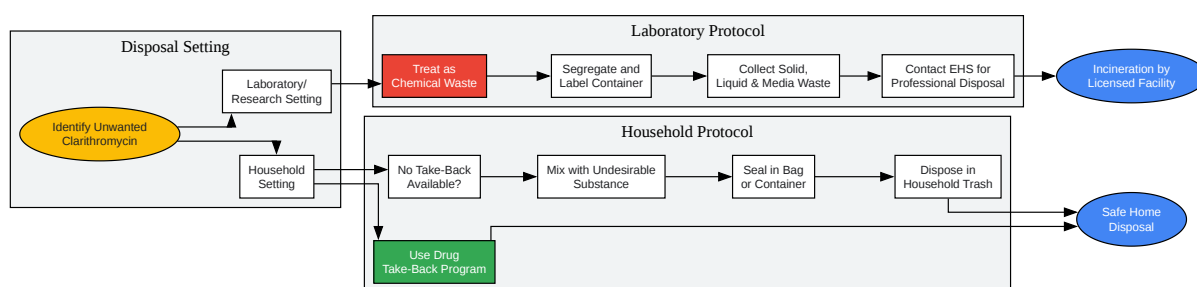 Disposal Setting
Identify Unwanted
Clarithromycin
Laboratory/
Research Setting
Household
Setting
Laboratory Protocol
Treat as
Chemical Waste
Segregate and
Label Container
Collect Solid,
Liquid & Media Waste
Contact EHS for
Professional Disposal
Incineration by
Licensed Facility
Household Protocol
No Take-Back
Available?
Mix with Undesirable
Substance
Seal in Bag
or Container
Dispose in
Household Trash
Use Drug
Take-Back Program
Safe Home
Disposal